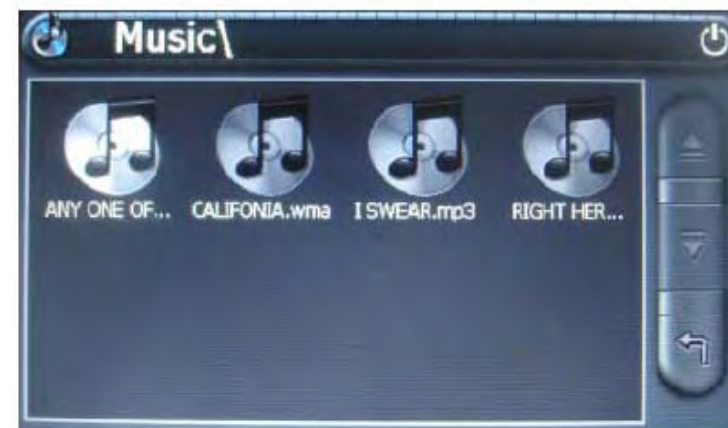 Music\
ANY ONE OF...
CALIFONIA.wma
I SWEAR.mp3
RIGHT HER...